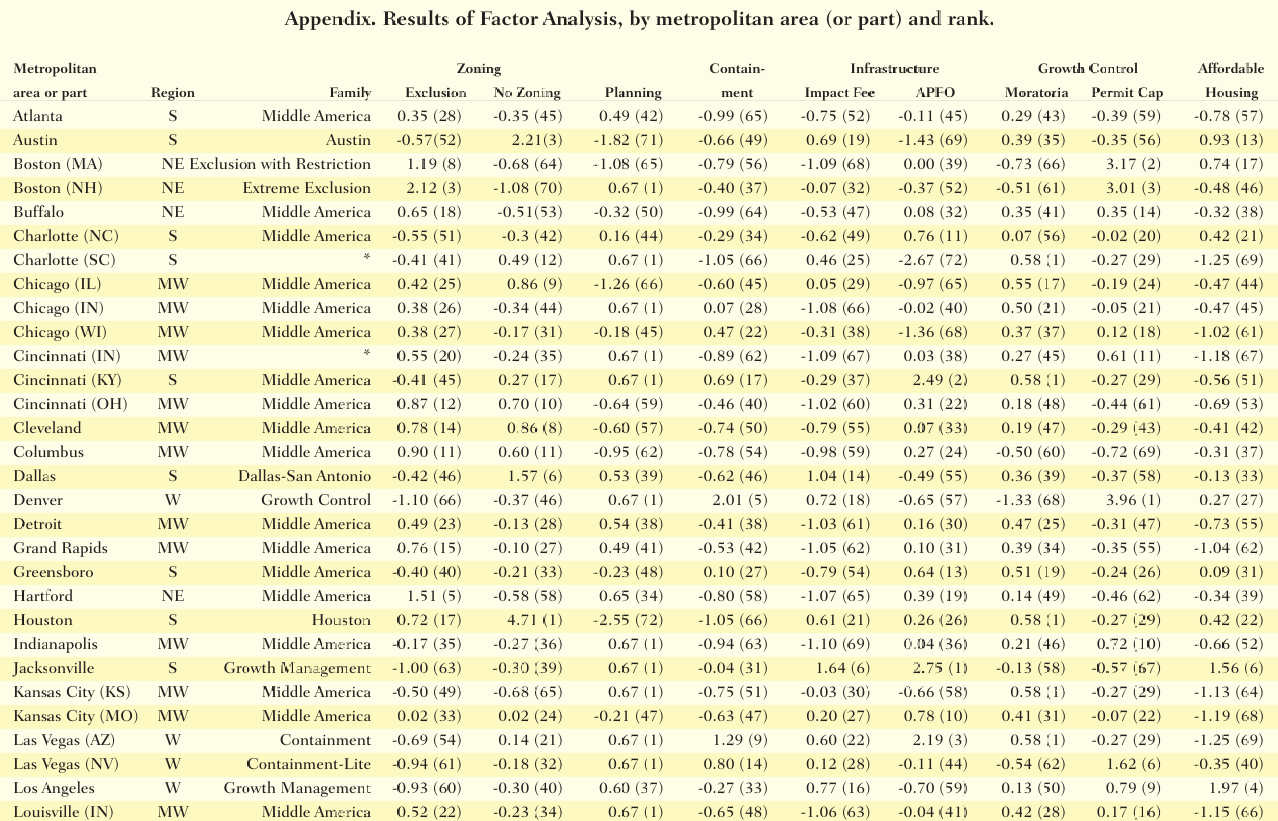 Appendix. Results of Factor Analysis, by metropolitan area (or part) and rank.
Metropolitan Zoning Contain- Infrastructure Growth Control Affordable
area or part Region Family Exclusion No Zoning Planning ment Impact Fee APFO Moratoria Permit Cap Housing
Atlanta S Middle America 0.35 (28) -0.35 (45) 0.49 (42) -0.99 (65) -0.75 (52) -0.11 (45) 0.29 (43) -0.39 (59) -0.78 (57)
Austin S Austin -0.57(52) 2.21(3) -1.82 (71) -0.66 (49) 0.69 (19) -1.43 (69) 0.39 (35) -0.35 (56) 0.93 (13)
Boston (MA) NE Exclusion with Restriction 1.19 (8) -0.68 (64) -1.08 (65) -0.79 (56) -1.09 (68) 0.00 (39) -0.73 (66) 3.17 (2) 0.74 (17)
Boston (NH) NE Extreme Exclusion 2.12 (3) -1.08 (70) 0.67 (1) -0.40 (37) -0.07 (32) -0.37 (52) -0.51 (61) 3.01 (3) -0.48 (46)
Buffalo NE Middle America 0.65 (18) -0.51(53) -0.32 (50) -0.99 (64) -0.53 (47) 0.08 (32) 0.35 (41) 0.35 (14) -0.32 (38)
Charlotte (NC) S Middle America -0.55 (51) -0.3 (42) 0.16 (44) -0.29 (34) -0.62 (49) 0.76 (11) 0.07 (56) -0.02 (20) 0.42 (21)
Charlotte (SC) S * -0.41 (41) 0.49 (12) 0.67 (1) -1.05 (66) 0.46 (25) -2.67 (72) 0.58 (1) -0.27 (29) -1.25 (69)
Chicago (IL) MW Middle America 0.42 (25) 0.86 (9) -1.26 (66) -0.60 (45) 0.05 (29) -0.97 (65) 0.55 (17) -0.19 (24) -0.47 (44)
Chicago (IN) MW Middle America 0.38 (26) -0.34 (44) 0.67 (1) 0.07 (28) -1.08 (66) -0.02 (40) 0.50 (21) -0.05 (21) -0.47 (45)
Chicago (WI) MW Middle America 0.38 (27) -0.17 (31) -0.18 (45) 0.47 (22) -0.31 (38) -1.36 (68) 0.37 (37) 0.12 (18) -1.02 (61)
Cincinnati (IN) MW * 0.55 (20) -0.24 (35) 0.67 (1) -0.89 (62) -1.09 (67) 0.03 (38) 0.27 (45) 0.61 (11) -1.18 (67)
Cincinnati (KY) S Middle America -0.41 (45) 0.27 (17) 0.67 (1) 0.69 (17) -0.29 (37) 2.49 (2) 0.58 (1) -0.27 (29) -0.56 (51)
Cincinnati (OH) MW Middle America 0.87 (12) 0.70 (10) -0.64 (59) -0.46 (40) -1.02 (60) 0.31 (22) 0.18 (48) -0.44 (61) -0.69 (53)
Cleveland MW Middle America 0.78 (14) 0.86 (8) -0.60 (57) -0.74 (50) -0.79 (55) 0.07 (33) 0.19 (47) -0.29 (43) -0.41 (42)
Columbus MW Middle America 0.90 (11) 0.60 (11) -0.95 (62) -0.78 (54) -0.98 (59) 0.27 (24) -0.50 (60) -0.72 (69) -0.31 (37)
Dallas S Dallas-San Antonio -0.42 (46) 1.57 (6) 0.53 (39) -0.62 (46) 1.04 (14) -0.49 (55) 0.36 (39) -0.37 (58) -0.13 (33)
Denver W Growth Control -1.10 (66) -0.37 (46) 0.67 (1) 2.01 (5) 0.72 (18) -0.65 (57) -1.33 (68) 3.96 (1) 0.27 (27)
Detroit MW Middle America 0.49 (23) -0.13 (28) 0.54 (38) -0.41 (38) -1.03 (61) 0.16 (30) 0.47 (25) -0.31 (47) -0.73 (55)
Grand Rapids MW Middle America 0.76 (15) -0.10 (27) 0.49 (41) -0.53 (42) -1.05 (62) 0.10 (31) 0.39 (34) -0.35 (55) -1.04 (62)
Greensboro S Middle America -0.40 (40) -0.21 (33) -0.23 (48) 0.10 (27) -0.79 (54) 0.64 (13) 0.51 (19) -0.24 (26) 0.09 (31)
Hartford NE Middle America 1.51 (5) -0.58 (58) 0.65 (34) -0.80 (58) -1.07 (65) 0.39 (19) 0.14 (49) -0.46 (62) -0.34 (39)
Houston S Houston 0.72 (17) 4.71 (1) -2.55 (72) -1.05 (66) 0.61 (21) 0.26 (26) 0.58 (1) -0.27 (29) 0.42 (22)
Indianapolis MW Middle America -0.17 (35) -0.27 (36) 0.67 (1) -0.94 (63) -1.10 (69) 0.04 (36) 0.21 (46) 0.72 (10) -0.66 (52)
Jacksonville S Growth Management -1.00 (63) -0.30 (39) 0.67 (1) -0.04 (31) 1.64 (6) 2.75 (1) -0.13 (58) -0.57 (67) 1.56 (6)
Kansas City (KS) MW Middle America -0.50 (49) -0.68 (65) 0.67 (1) -0.75 (51) -0.03 (30) -0.66 (58) 0.58 (1) -0.27 (29) -1.13 (64)
Kansas City (MO) MW Middle America 0.02 (33) 0.02 (24) -0.21 (47) -0.63 (47) 0.20 (27) 0.78 (10) 0.41 (31) -0.07 (22) -1.19 (68)
Las Vegas (AZ) W Containment -0.69 (54) 0.14 (21) 0.67 (1) 1.29 (9) 0.60 (22) 2.19 (3) 0.58 (1) -0.27 (29) -1.25 (69)
Las Vegas (NV) W Containment-Lite -0.94 (61) -0.18 (32) 0.67 (1) 0.80 (14) 0.12 (28) -0.11 (44) -0.54 (62) 1.62 (6) -0.35 (40)
Los Angeles W Growth Management -0.93 (60) -0.30 (40) 0.60 (37) -0.27 (33) 0.77 (16) -0.70 (59) 0.13 (50) 0.79 (9) 1.97 (4)
Louisville (IN) MW Middle America 0.52 (22) -0.23 (34) 0.67 (1) -0.65 (48) -1.06 (63) -0.04 (41) 0.42 (28) 0.17 (16) -1.15 (66)